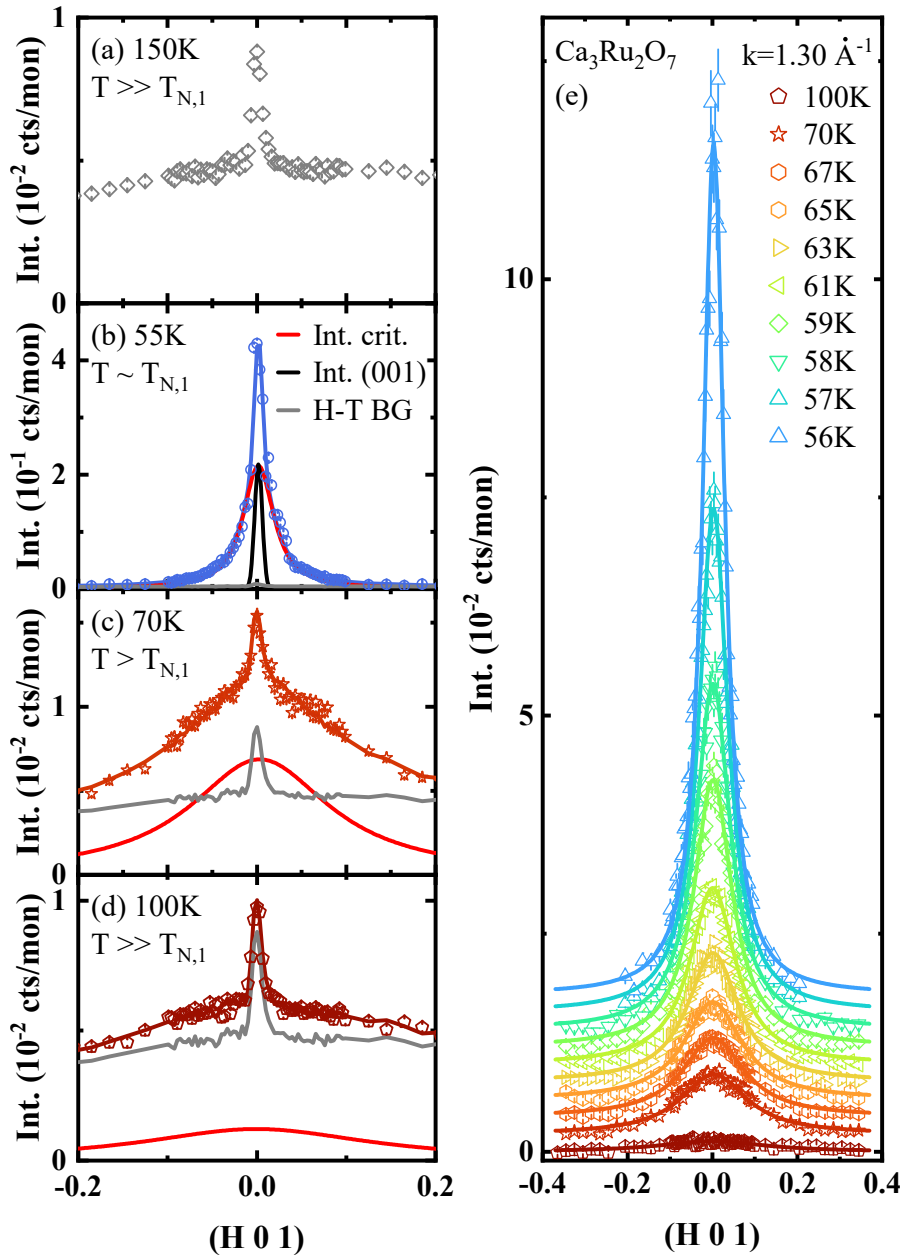 (a) 150K
T >> T_{N,1}
Int. (10⁻² cts/mon)
1
0
(b) 55K
T ~ T_{N,1}
Int. crit.
Int. (001)
H-T BG
Int. (10⁻¹ cts/mon)
4
2
0
(c) 70K
T > T_{N,1}
Int. (10⁻² cts/mon)
1
0
(d) 100K
T >> T_{N,1}
Int. (10⁻² cts/mon)
1
0
-0.2 0.0 0.2
(H 0 1)
Ca₃Ru₂O₇ k=1.30 Å⁻¹
(e)
100K
70K
67K
65K
63K
61K
59K
58K
57K
56K
Int. (10⁻² cts/mon)
10
5
0
-0.4 -0.2 0.0 0.2 0.4
(H 0 1)